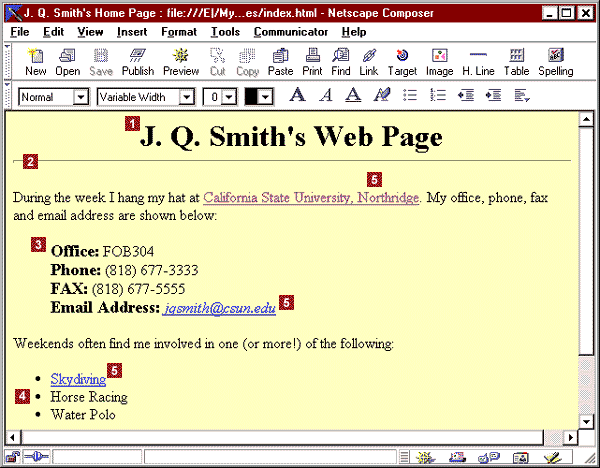 J. Q. Smith's Home Page : file:///E|/My...es/index.html - Netscape Composer
File Edit View Insert Format Tools Communicator Help
New Open Save Publish Preview Cut Copy Paste Print Find Link Target Image H. Line Table Spelling
Normal Variable Width 0 A A A A
1 J. Q. Smith's Web Page
2
5
During the week I hang my hat at California State University, Northridge. My office, phone, fax
and email address are shown below:
3 Office: FOB304
Phone: (818) 677-3333
FAX: (818) 677-5555
Email Address: jqsmith@csun.edu 5
Weekends often find me involved in one (or more!) of the following:
• Skydiving 5
4 • Horse Racing
• Water Polo